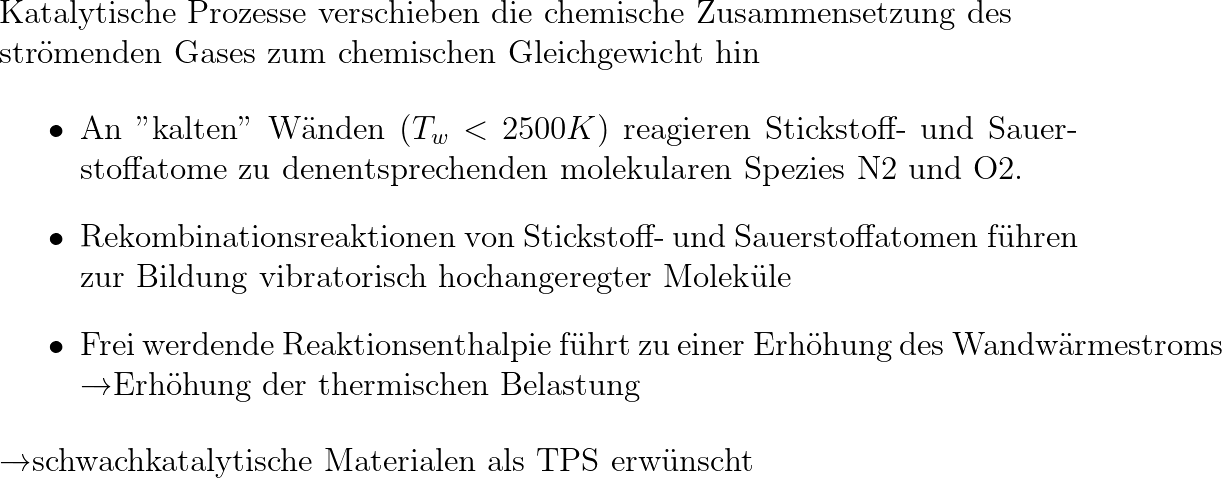 Katalytische Prozesse verschieben die chemische Zusammensetzung des
strömenden Gases zum chemischen Gleichgewicht hin
• An ”kalten” Wänden (T_w < 2500K) reagieren Stickstoff- und Sauer-
stoffatome zu denentsprechenden molekularen Spezies N2 und O2.
• Rekombinationsreaktionen von Stickstoff- und Sauerstoffatomen führen
zur Bildung vibratorisch hochangeregter Moleküle
• Frei werdende Reaktionsenthalpie führt zu einer Erhöhung des Wandwärmestroms
→Erhöhung der thermischen Belastung
→schwachkatalytische Materialen als TPS erwünscht